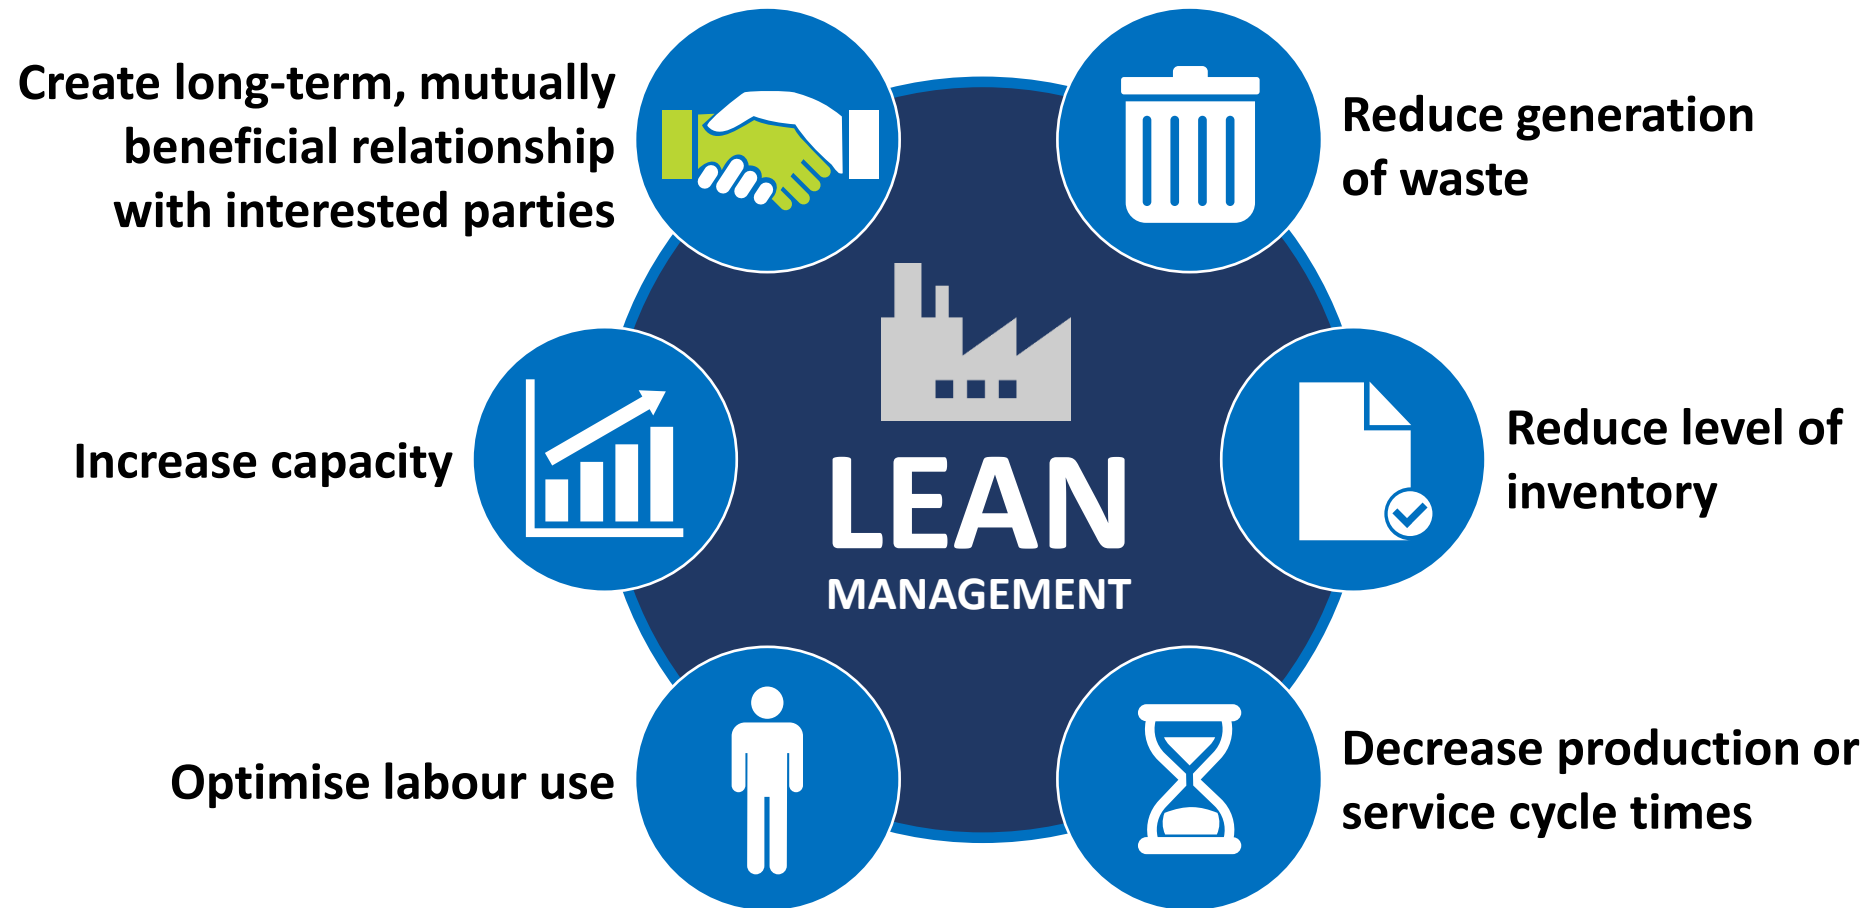 Create long-term, mutually
beneficial relationship
with interested parties
Reduce generation
of waste
Increase capacity
LEAN
MANAGEMENT
Reduce level of
inventory
Optimise labour use
Decrease production or
service cycle times